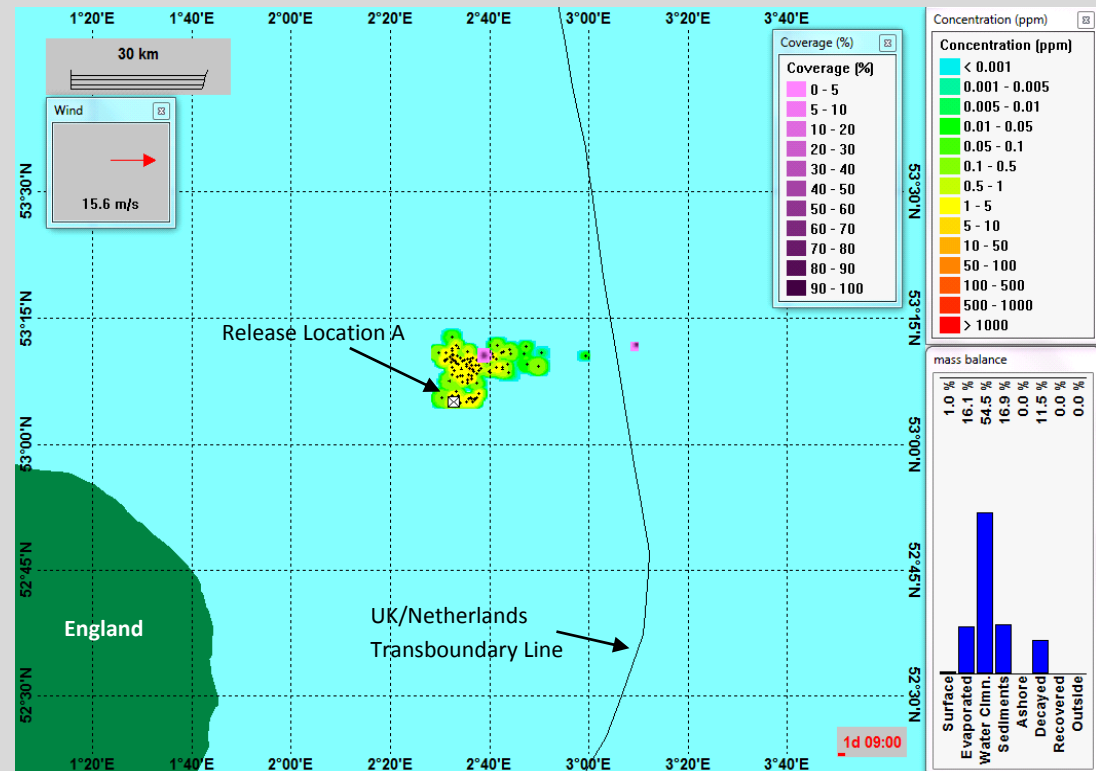 1°20'E 1°40'E 2°00'E 2°20'E 2°40'E 3°00'E 3°20'E 3°40'E
30 km
Wind
15.6 m/s
Coverage (%)
Coverage (%)
0 - 5
5 - 10
10 - 20
20 - 30
30 - 40
40 - 50
50 - 60
60 - 70
70 - 80
80 - 90
90 - 100
Concentration (ppm)
Concentration (ppm)
< 0.001
0.001 - 0.005
0.005 - 0.01
0.01 - 0.05
0.05 - 0.1
0.1 - 0.5
0.5 - 1
1 - 5
5 - 10
10 - 50
50 - 100
100 - 500
500 - 1000
> 1000
53°30'N
53°30'N
53°15'N
53°15'N
Release Location A
53°00'N
53°00'N
52°45'N
52°45'N
England
UK/Netherlands
Transboundary Line
52°30'N
52°30'N
1d 09:00
1°20'E 1°40'E 2°00'E 2°20'E 2°40'E 3°00'E 3°20'E 3°40'E
mass balance
1.0 %
16.1 %
54.5 %
16.9 %
0.0 %
11.5 %
0.0 %
0.0 %
Surface
Evaporated
Water Clmn.
Sediments
Ashore
Decayed
Recovered
Outside